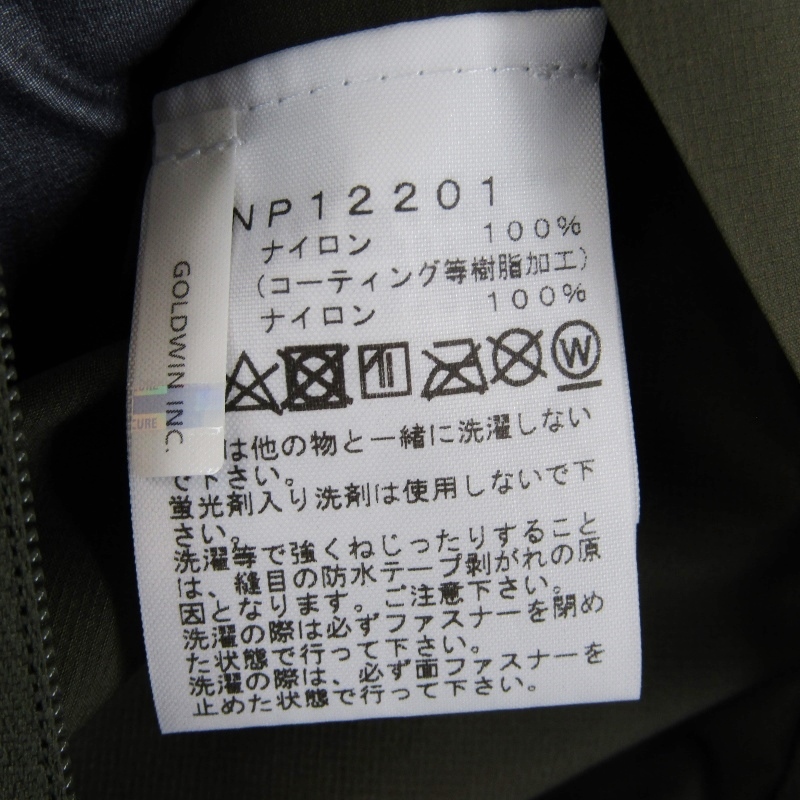 NP12201
ナイロン 100%
(コーティング等樹脂加工)
ナイロン 100%
W
は他の物と一緒に洗濯しない
で下さい。
蛍光剤入り洗剤は使用しないで下
さい。
洗濯等で強くねじったりすること
は、縫目の防水テープ剥がれの原
因となります。ご注意下さい。
洗濯の際は必ずファスナーを閉め
た状態で行って下さい。
洗濯の際は、必ず面ファスナーを
止めた状態で行って下さい。
GOLDWIN INC.
CURE